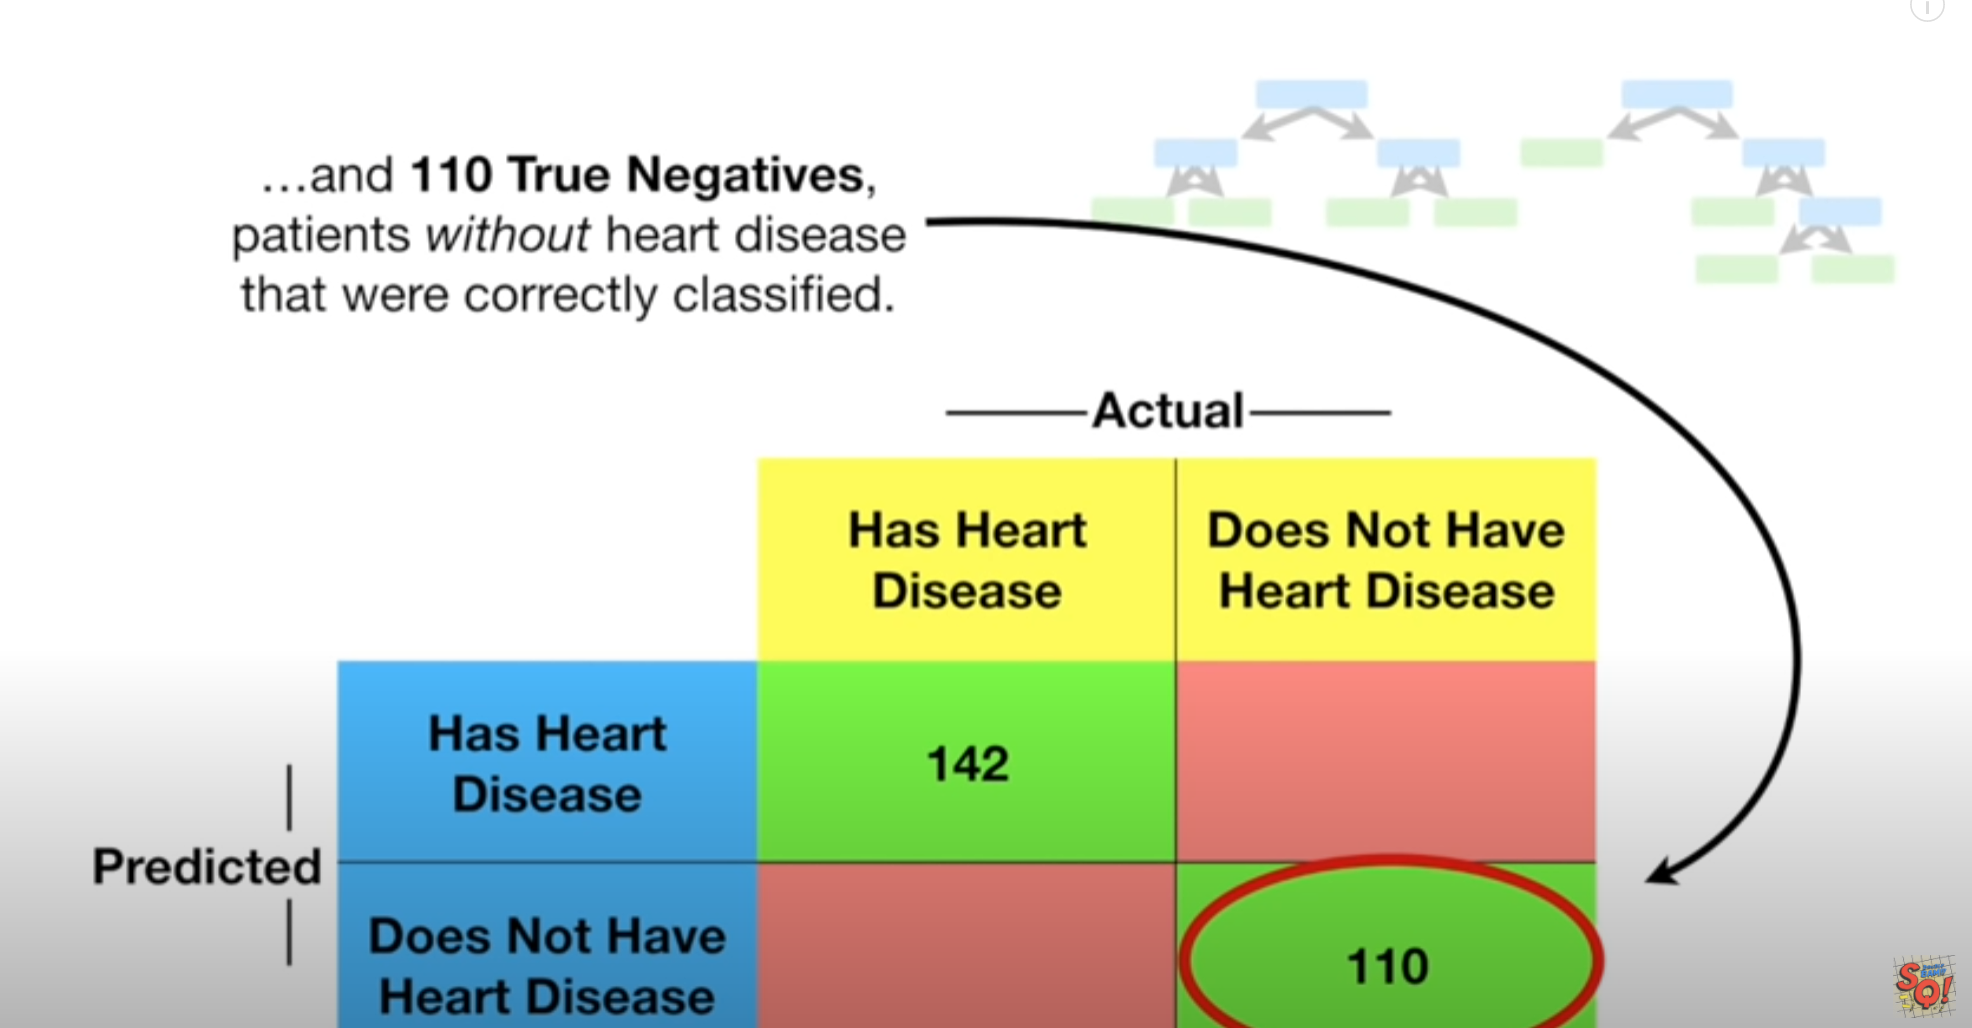 ...and 110 True Negatives,
patients without heart disease
that were correctly classified.
Actual
Has Heart
Disease
Does Not Have
Heart Disease
Has Heart
Disease
142
Predicted
Does Not Have
Heart Disease
110
SQ!